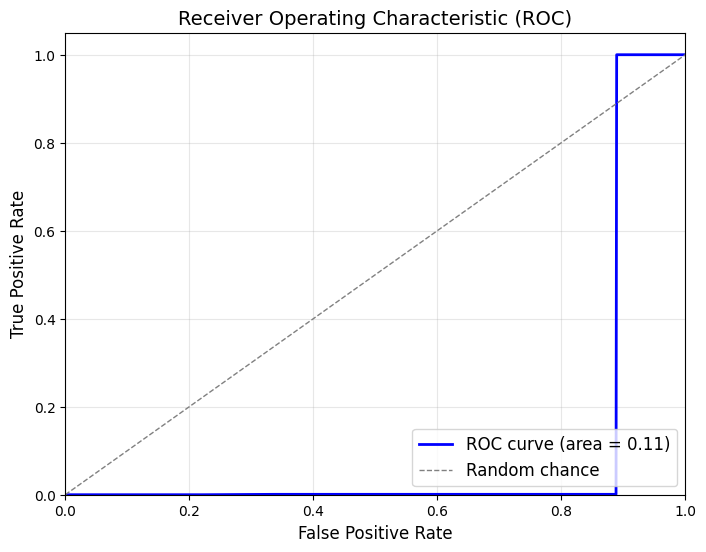 Receiver Operating Characteristic (ROC)
True Positive Rate
1.0
0.8
0.6
0.4
0.2
0.0
0.0 0.2 0.4 0.6 0.8 1.0
False Positive Rate
ROC curve (area = 0.11)
Random chance